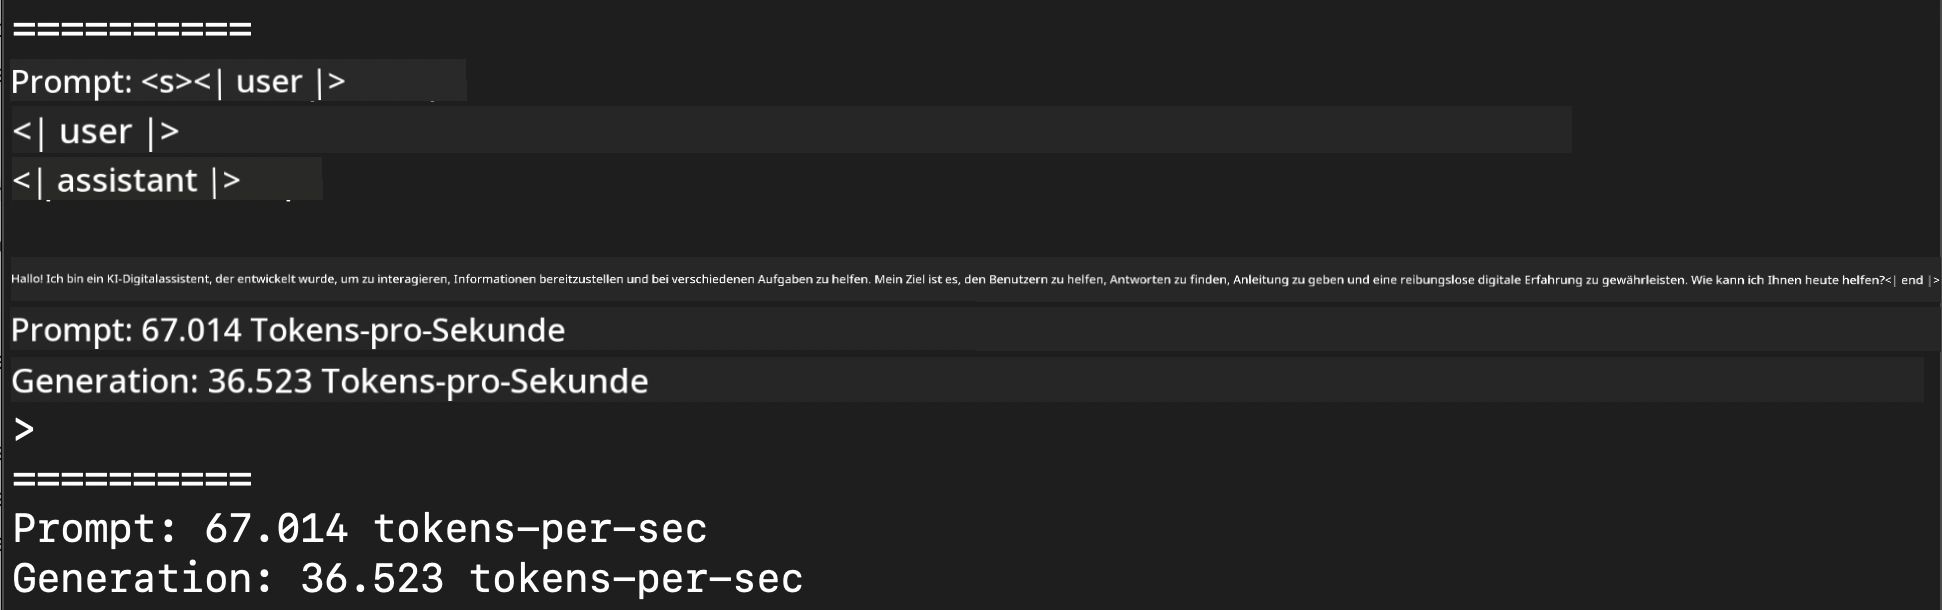 ==========
Prompt: <s><| user |>
<| user |>
<| assistant |>
Hallo! Ich bin ein KI-Digitalassistent, der entwickelt wurde, um zu interagieren, Informationen bereitzustellen und bei verschiedenen Aufgaben zu helfen. Mein Ziel ist es, den Benutzern zu helfen, Antworten zu finden, Anleitung zu geben und eine reibungslose digitale Erfahrung zu gewährleisten. Wie kann ich Ihnen heute helfen?<| end |>
Prompt: 67.014 Tokens-pro-Sekunde
Generation: 36.523 Tokens-pro-Sekunde
>
==========
Prompt: 67.014 tokens-per-sec
Generation: 36.523 tokens-per-sec